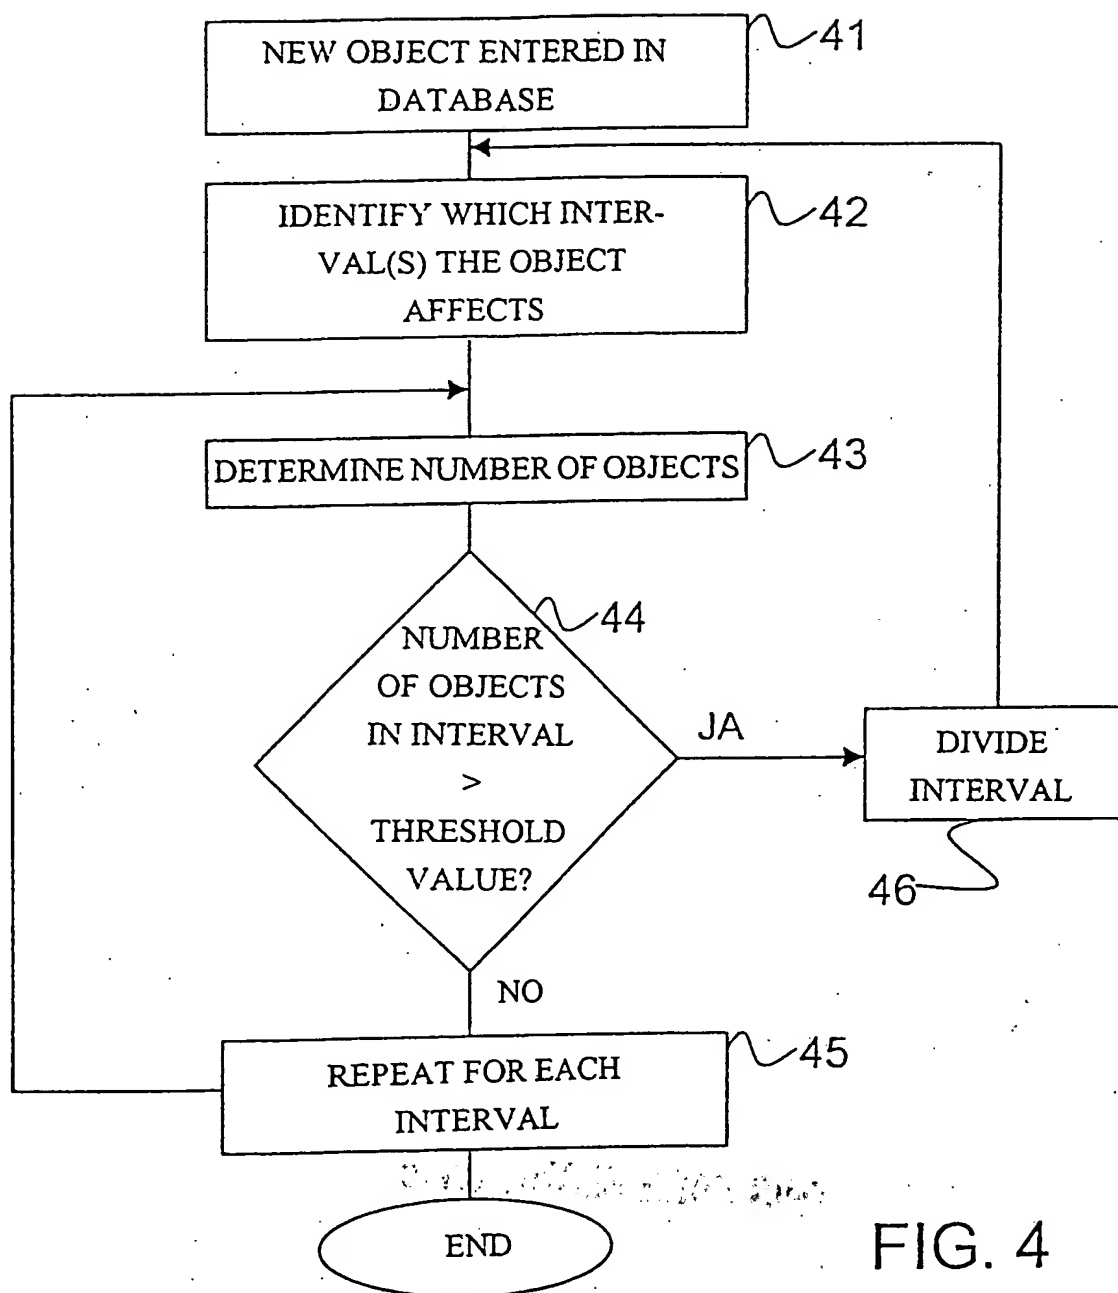 NEW OBJECT ENTERED IN
DATABASE
41
IDENTIFY WHICH INTER-
VAL(S) THE OBJECT
AFFECTS
42
DETERMINE NUMBER OF OBJECTS
43
44
NUMBER
OF OBJECTS
IN INTERVAL
>
THRESHOLD
VALUE?
JA
DIVIDE
INTERVAL
46
NO
REPEAT FOR EACH
INTERVAL
45
END
FIG. 4